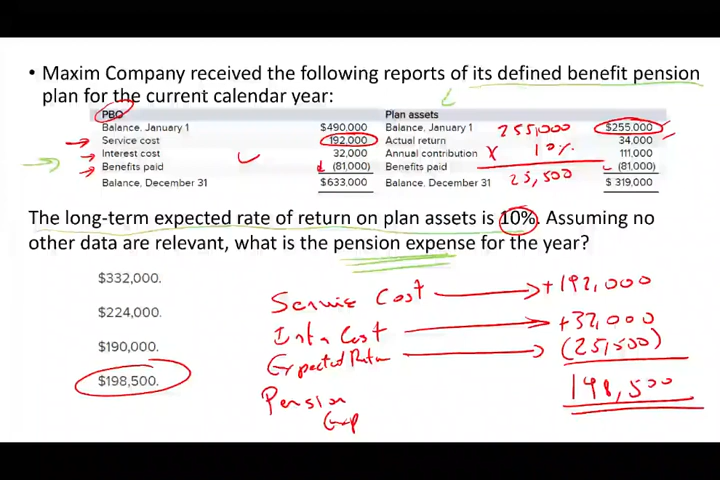 • Maxim Company received the following reports of its defined benefit pension
plan for the current calendar year:
PBO Plan assets
Balance, January 1 $490,000 Balance, January 1 255,000 $255,000
Service cost 192,000 Actual return X 10% 34,000
Interest cost 32,000 Annual contribution 111,000
Benefits paid (81,000) Benefits paid 25,500 (81,000)
Balance, December 31 $633,000 Balance, December 31 $ 319,000
The long-term expected rate of return on plan assets is 10%. Assuming no
other data are relevant, what is the pension expense for the year?
$332,000.
$224,000.
$190,000.
$198,500.
Service Cost +192,000
Int. Cost +32,000
Expected Return (25,500)
Pension 198,500
Exp